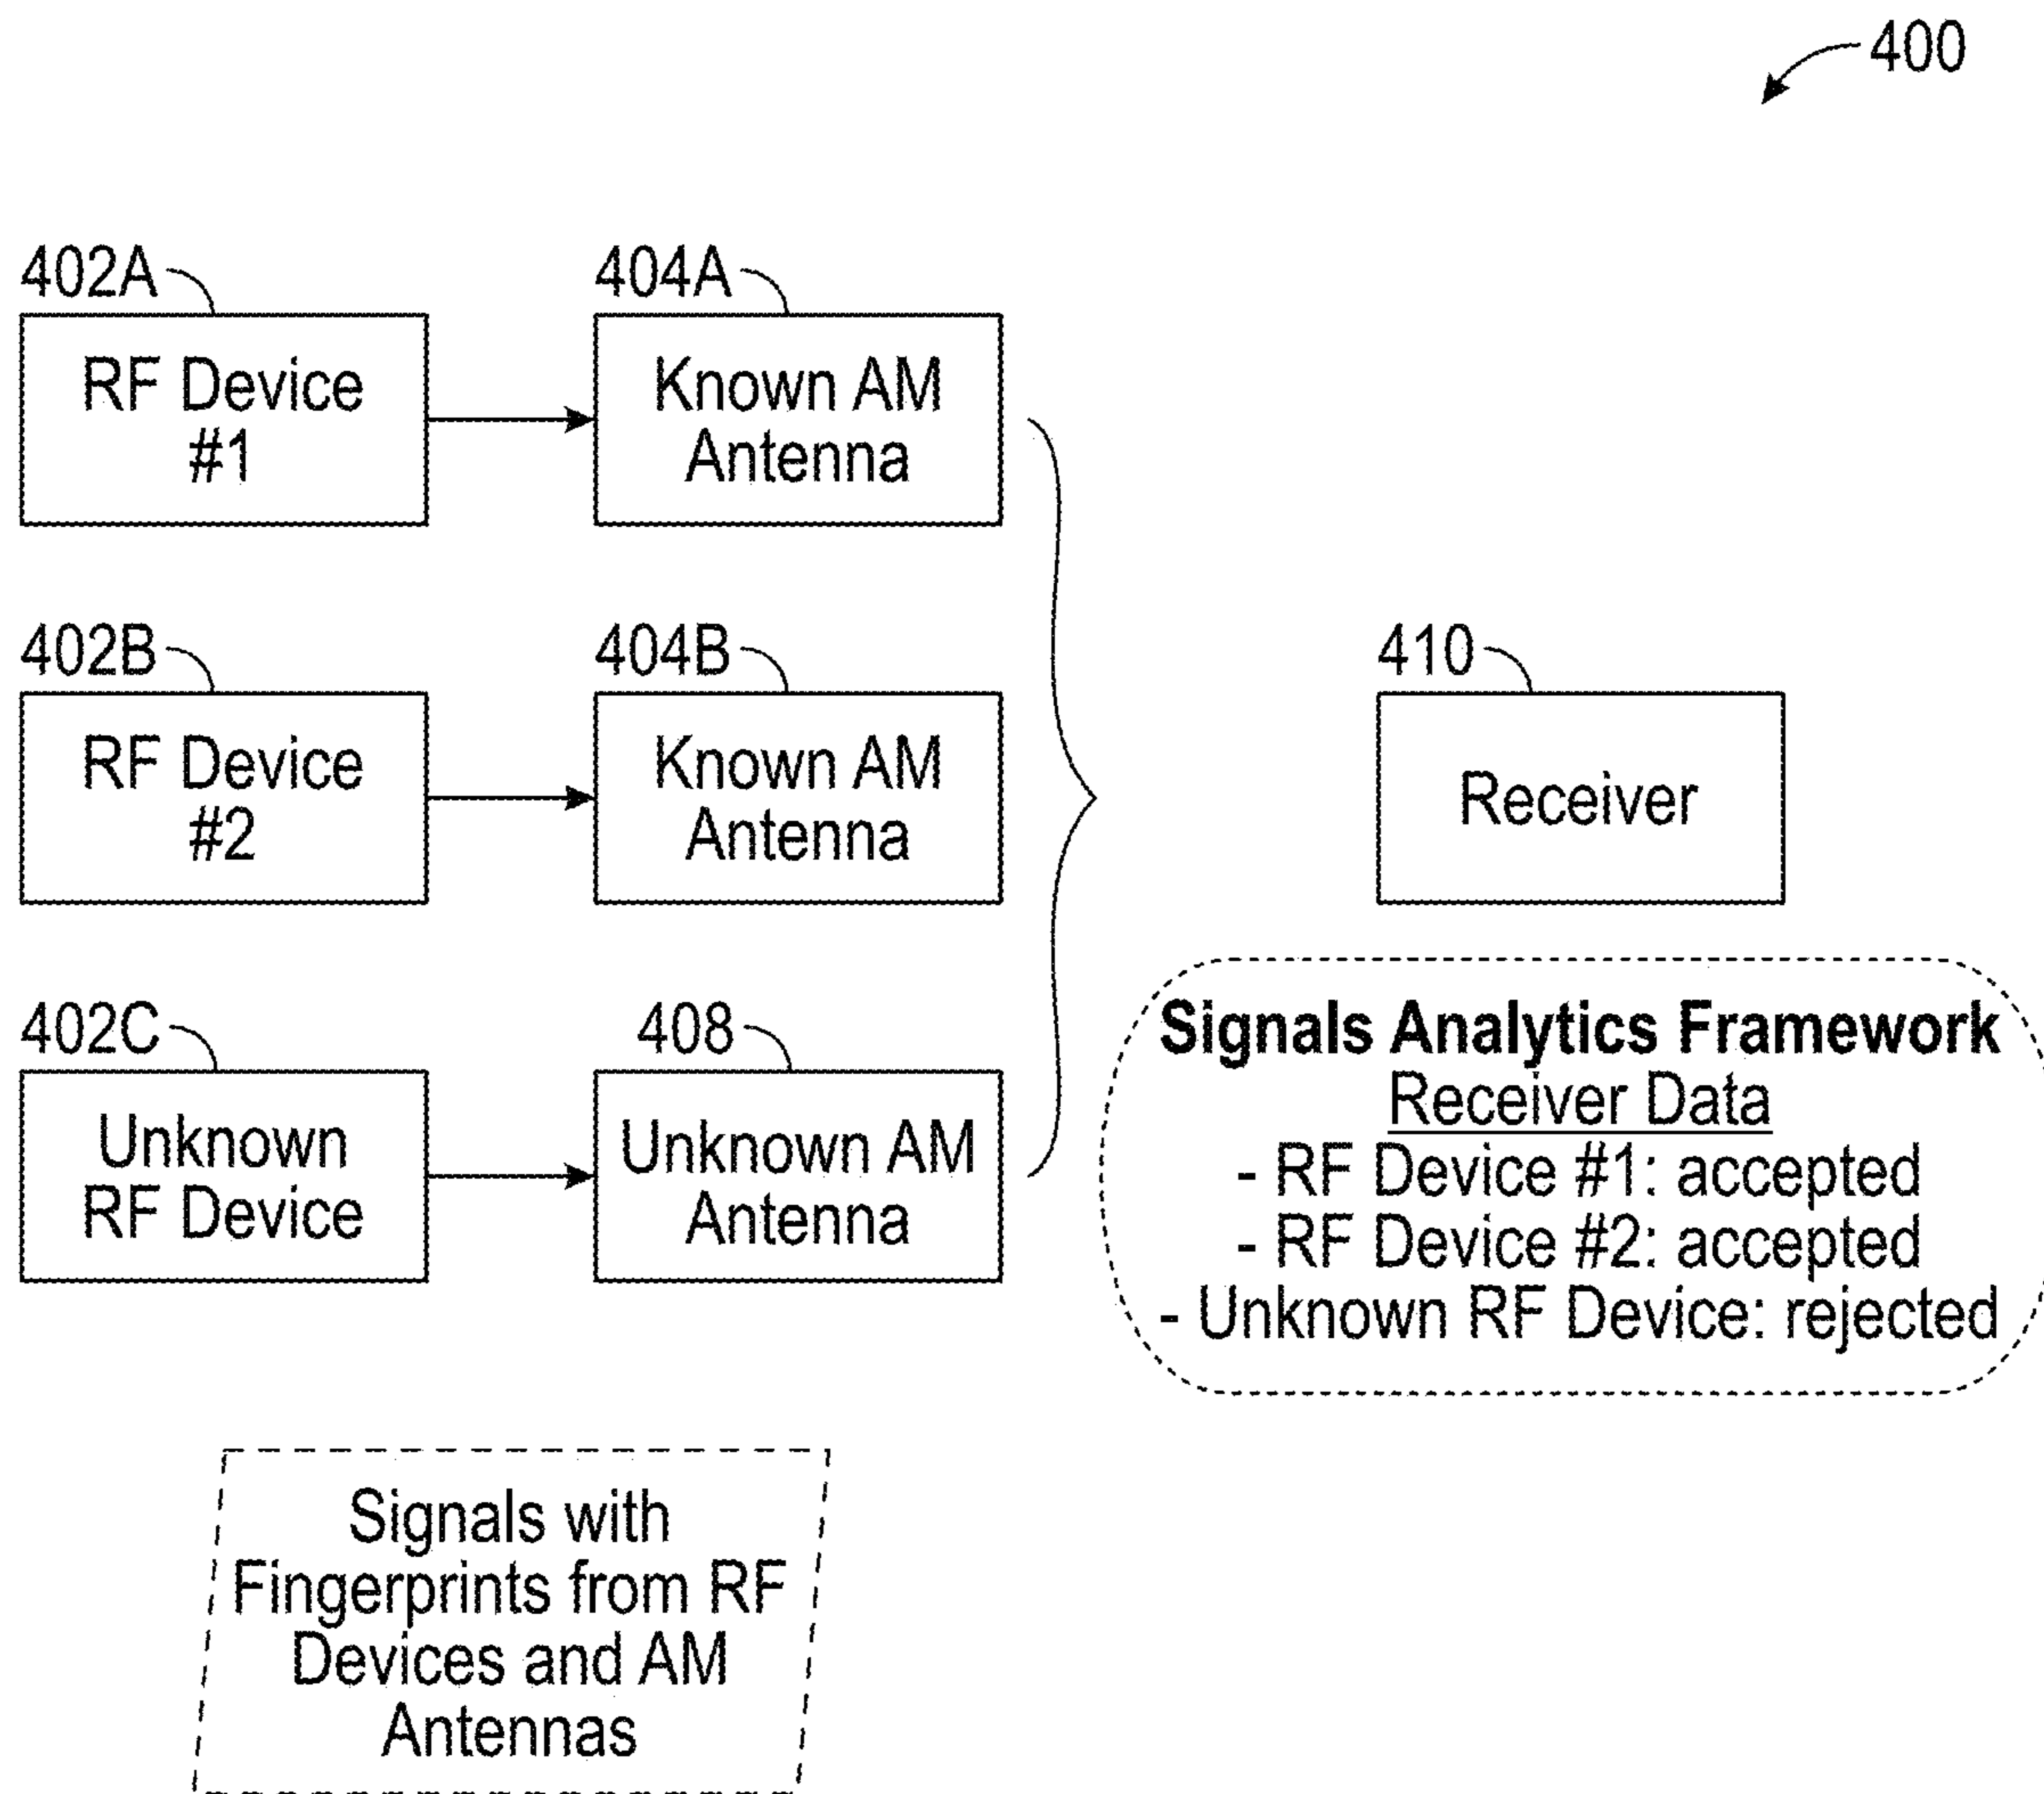 400
402A
404A
RF Device
#1
Known AM
Antenna
402B
404B
410
RF Device
#2
Known AM
Antenna
Receiver
402C
408
Unknown
RF Device
Unknown AM
Antenna
Signals Analytics Framework
Receiver Data
- RF Device #1: accepted
- RF Device #2: accepted
- Unknown RF Device: rejected
Signals with
Fingerprints from RF
Devices and AM
Antennas